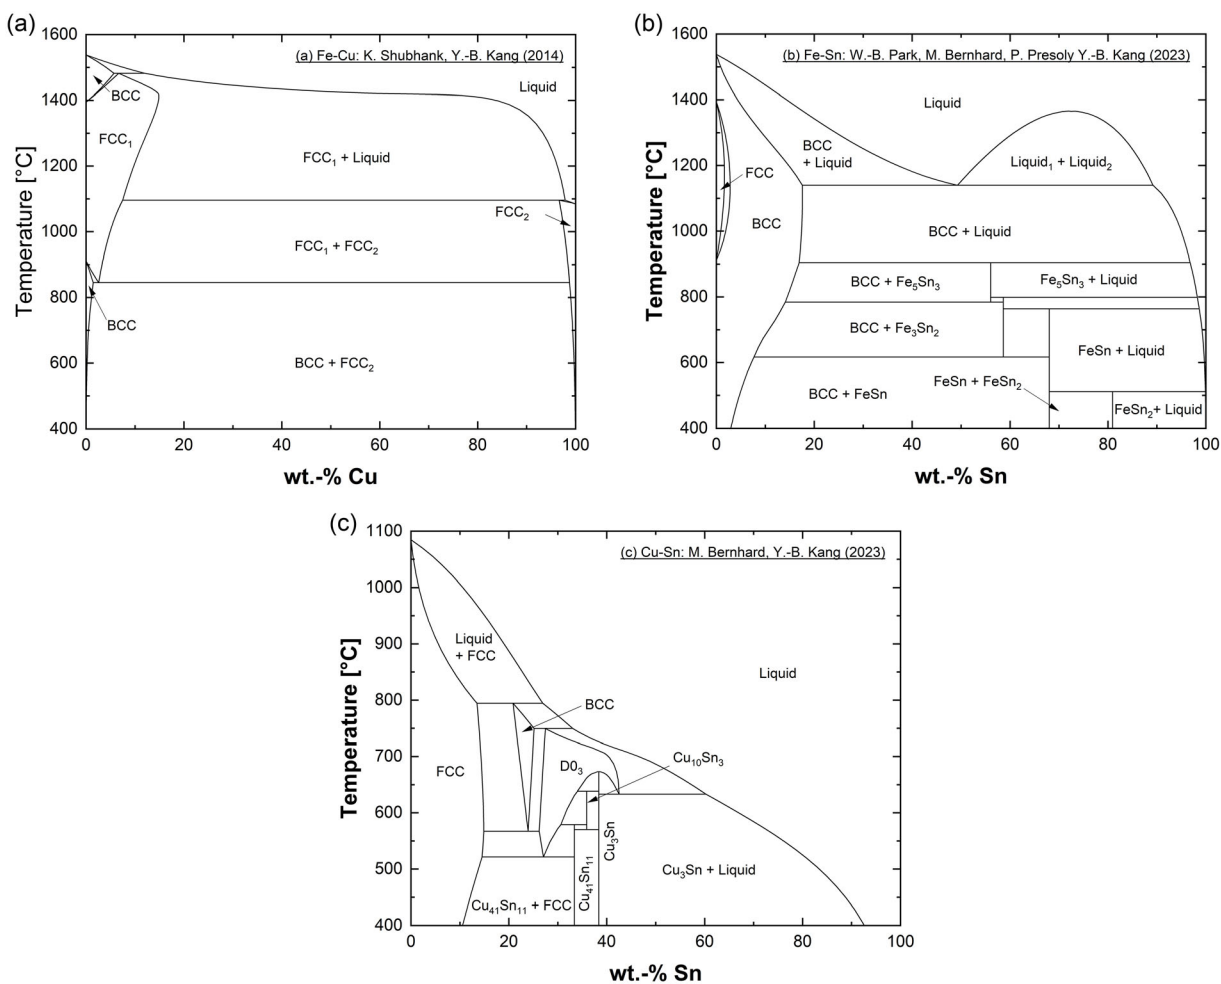 (a)
(a) Fe-Cu: K. Shubhank, Y.-B. Kang (2014)
1600
1400
1200
1000
800
600
400
Temperature [°C]
Liquid
BCC
FCC₁
FCC₁ + Liquid
FCC₂
FCC₁ + FCC₂
BCC
BCC + FCC₂
0
20
40
60
80
100
wt.-% Cu
(b)
(b) Fe-Sn: W.-B. Park, M. Bernhard, P. Presoly Y.-B. Kang (2023)
1600
1400
1200
1000
800
600
400
Temperature [°C]
Liquid
BCC
+ Liquid
Liquid₁ + Liquid₂
FCC
BCC
BCC + Liquid
BCC + Fe₅Sn₃
Fe₅Sn₃ + Liquid
BCC + Fe₃Sn₂
FeSn + Liquid
FeSn + FeSn₂
BCC + FeSn
FeSn₂+ Liquid
0
20
40
60
80
100
wt.-% Sn
(c)
(c) Cu-Sn: M. Bernhard, Y.-B. Kang (2023)
1100
1000
900
800
700
600
500
400
Temperature [°C]
Liquid
+ FCC
Liquid
BCC
FCC
D0₃
Cu₁₀Sn₃
Cu₃Sn
Cu₄₁Sn₁₁
Cu₃Sn + Liquid
Cu₄₁Sn₁₁ + FCC
0
20
40
60
80
100
wt.-% Sn